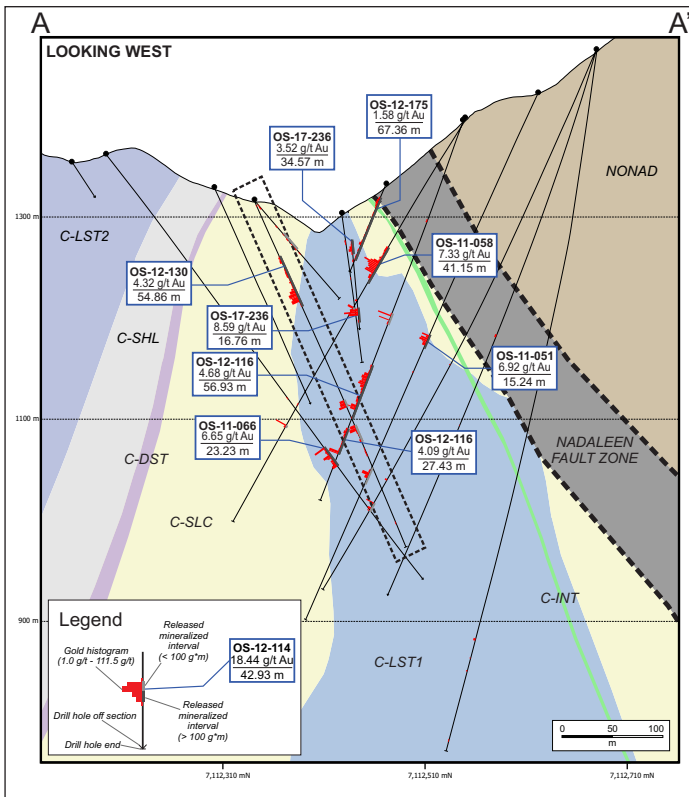 A
A'
LOOKING WEST
OS-12-175
1.58 g/t Au
67.36 m
OS-17-236
3.52 g/t Au
34.57 m
NONAD
1300 m
C-LST2
OS-11-058
7.33 g/t Au
41.15 m
OS-12-130
4.32 g/t Au
54.86 m
OS-17-236
8.59 g/t Au
16.76 m
C-SHL
OS-12-116
4.68 g/t Au
56.93 m
OS-11-051
6.92 g/t Au
15.24 m
1100 m
OS-11-066
6.65 g/t Au
23.23 m
OS-12-116
4.09 g/t Au
27.43 m
NADALEEN
FAULT ZONE
C-DST
C-SLC
C-INT
900 m
C-LST1
Legend
Gold histogram
(1.0 g/t - 111.5 g/t)
Released
mineralized
interval
(< 100 g*m)
OS-12-114
18.44 g/t Au
42.93 m
Released
mineralized
interval
(> 100 g*m)
Drill hole off section
Drill hole end
0 50 100
m
7,112,310 mN
7,112,510 mN
7,112,710 mN